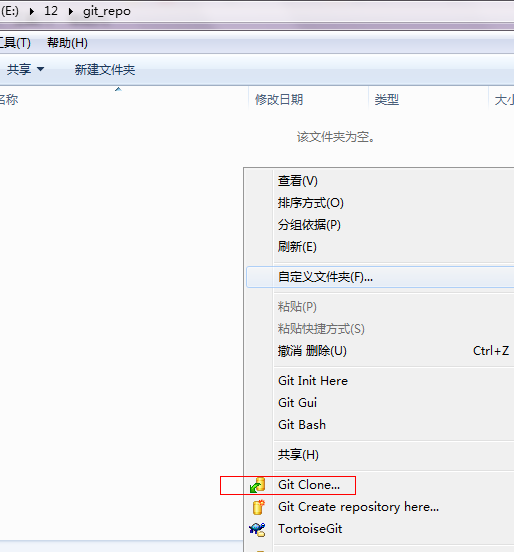 (E:) 12 git_repo
工具(T) 帮助(H)
共享 新建文件夹
名称 修改日期 类型 大小
该文件夹为空。
查看(V)
排序方式(O)
分组依据(P)
刷新(E)
自定义文件夹(F)...
粘贴(P)
粘贴快捷方式(S)
撤消 删除(U) Ctrl+Z
Git Init Here
Git Gui
Git Bash
共享(H)
Git Clone...
Git Create repository here...
TortoiseGit